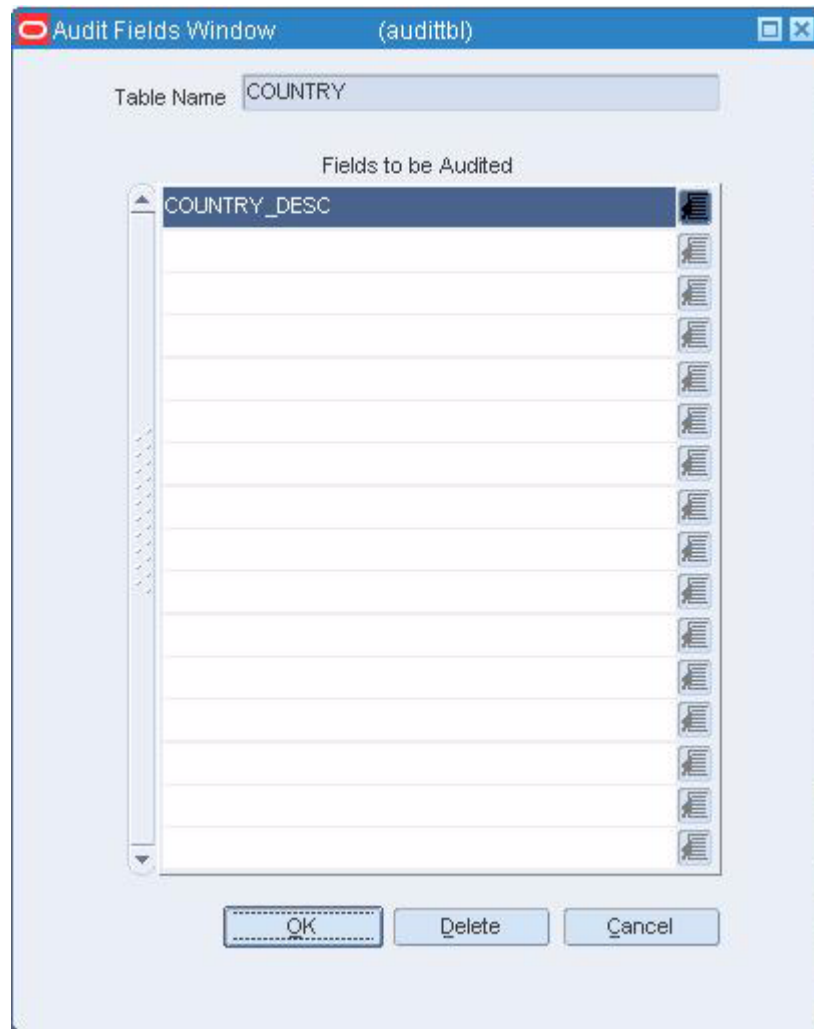 Audit Fields Window (audittbl)
Table Name COUNTRY
Fields to be Audited
COUNTRY_DESC
OK Delete Cancel